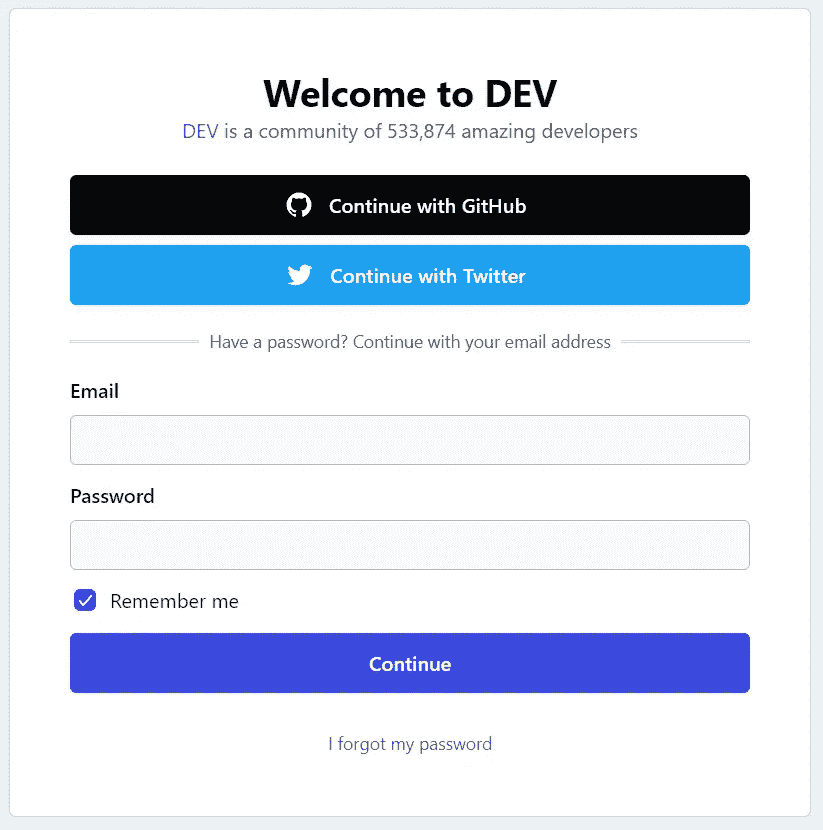 Welcome to DEV
DEV is a community of 533,874 amazing developers
Continue with GitHub
Continue with Twitter
Have a password? Continue with your email address
Email
Password
Remember me
Continue
I forgot my password